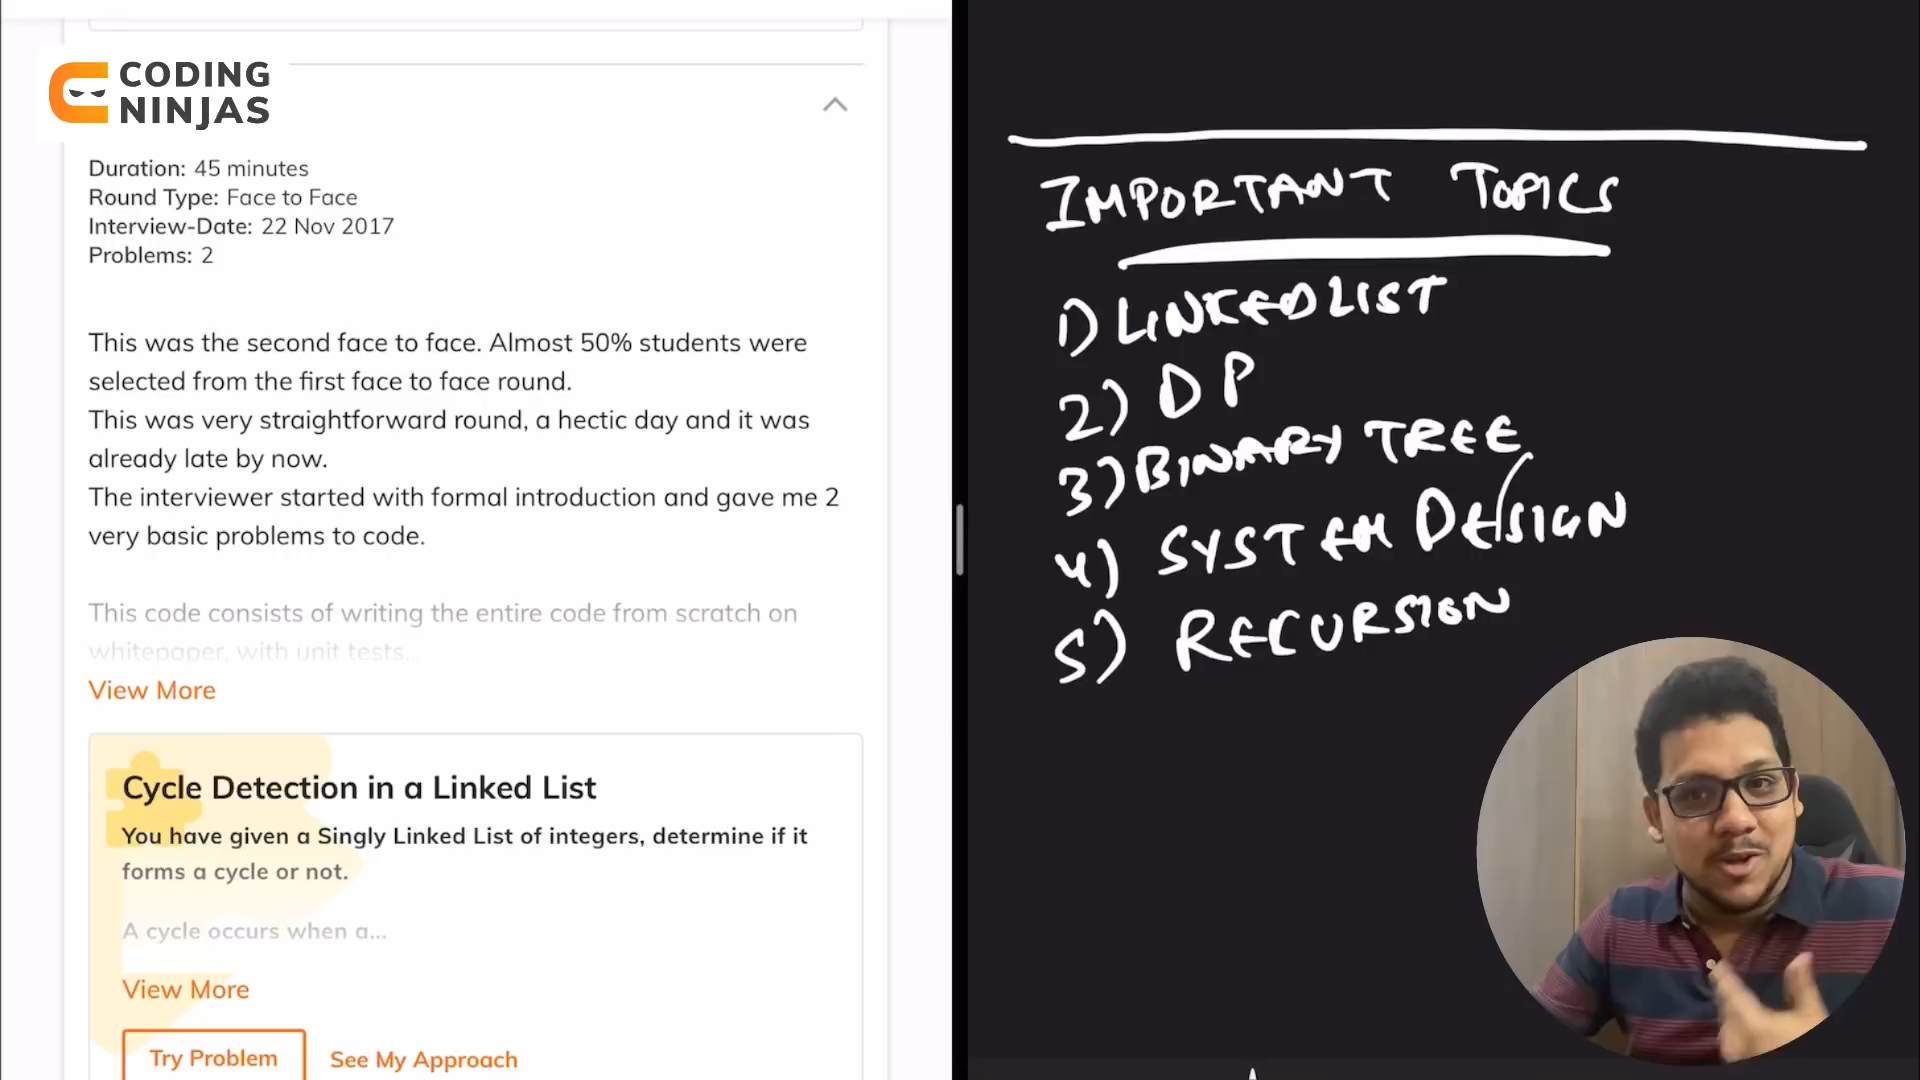 CODING
NINJAS
Duration: 45 minutes
Round Type: Face to Face
Interview-Date: 22 Nov 2017
Problems: 2
This was the second face to face. Almost 50% students were
selected from the first face to face round.
This was very straightforward round, a hectic day and it was
already late by now.
The interviewer started with formal introduction and gave me 2
very basic problems to code.
This code consists of writing the entire code from scratch on
whitepaper, with unit tests...
View More
Cycle Detection in a Linked List
You have given a Singly Linked List of integers, determine if it
forms a cycle or not.
A cycle occurs when a...
View More
Try Problem
See My Approach
IMPORTANT TOPICS
1) LINKEDLIST
2) DP
3) BINARY TREE
4) SYSTEM DESIGN
5) RECURSION